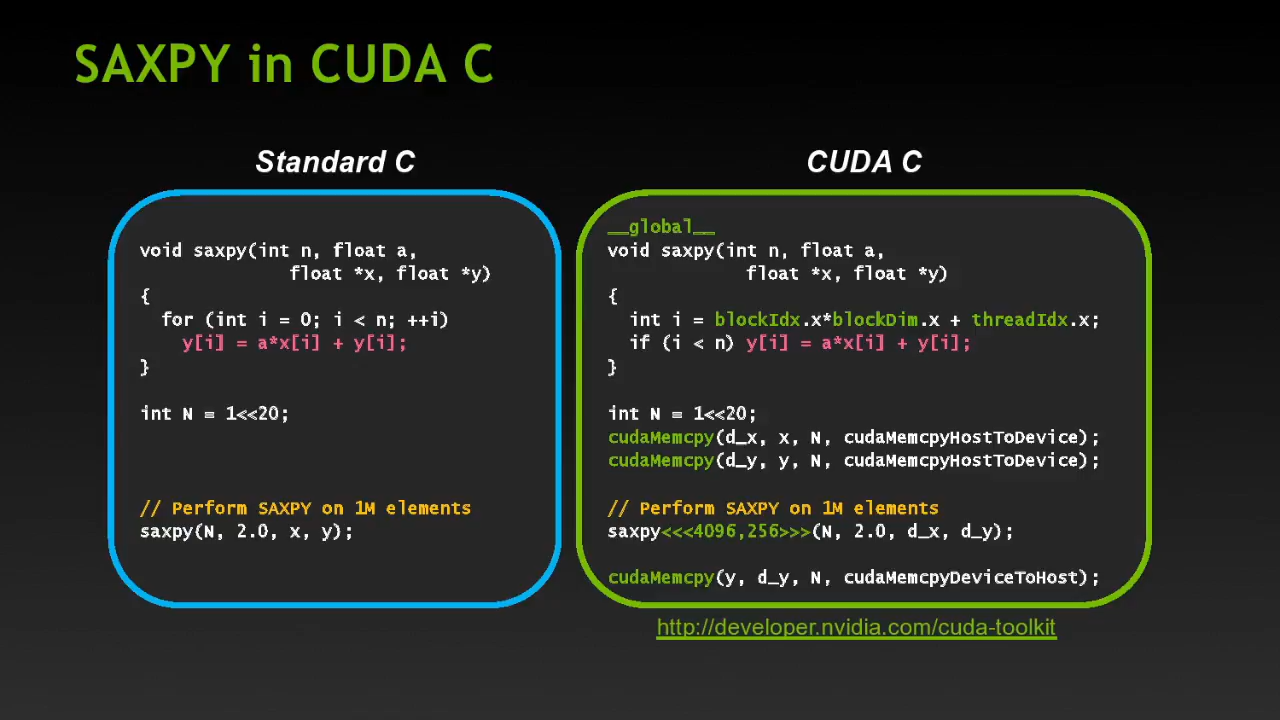 SAXPY in CUDA C
Standard C
void saxpy(int n, float a,
float *x, float *y)
{
for (int i = 0; i < n; ++i)
y[i] = a*x[i] + y[i];
}
int N = 1<<20;
// Perform SAXPY on 1M elements
saxpy(N, 2.0, x, y);
CUDA C
__global__
void saxpy(int n, float a,
float *x, float *y)
{
int i = blockIdx.x*blockDim.x + threadIdx.x;
if (i < n) y[i] = a*x[i] + y[i];
}
int N = 1<<20;
cudaMemcpy(d_x, x, N, cudaMemcpyHostToDevice);
cudaMemcpy(d_y, y, N, cudaMemcpyHostToDevice);
// Perform SAXPY on 1M elements
saxpy<<<4096,256>>>(N, 2.0, d_x, d_y);
cudaMemcpy(y, d_y, N, cudaMemcpyDeviceToHost);
http://developer.nvidia.com/cuda-toolkit